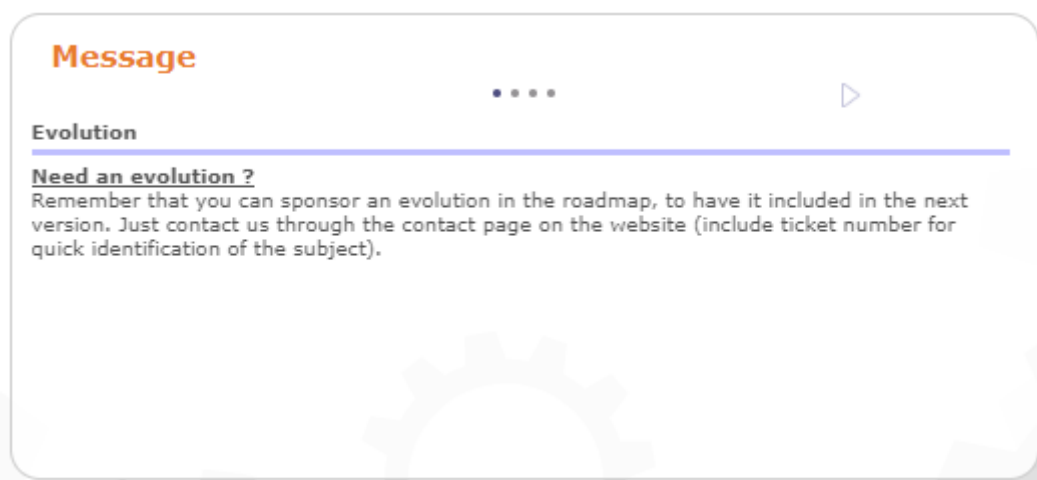 Message
Evolution
Need an evolution ?
Remember that you can sponsor an evolution in the roadmap, to have it included in the next
version. Just contact us through the contact page on the website (include ticket number for
quick identification of the subject).